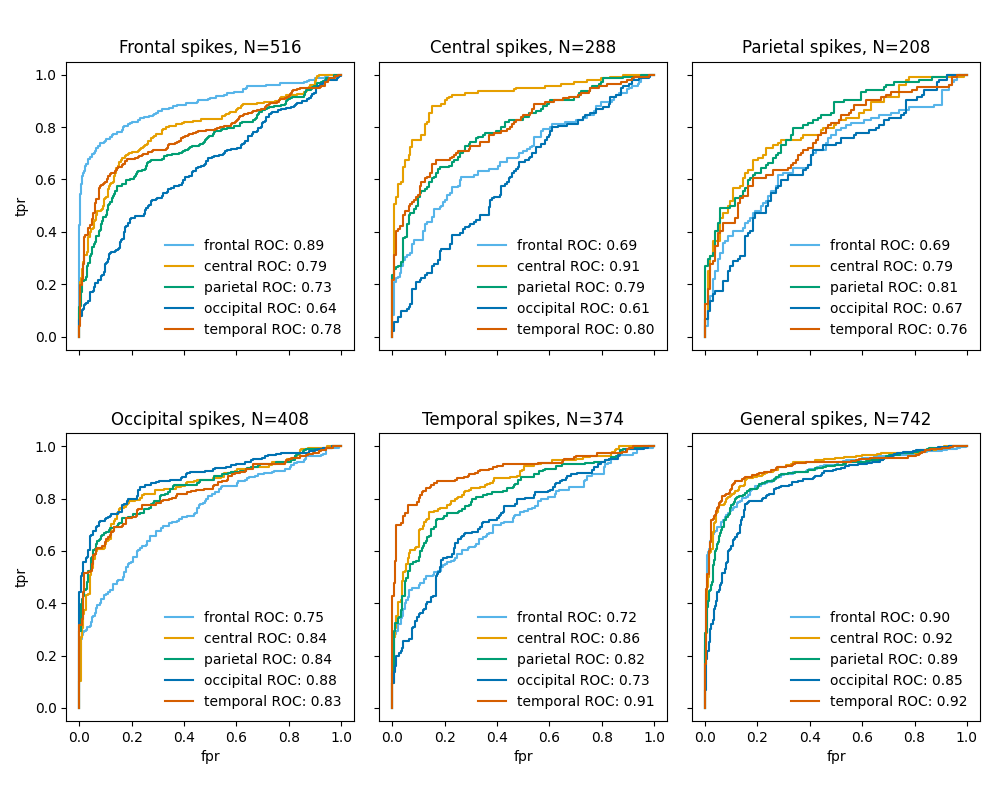 Frontal spikes, N=516
1.0
0.8
0.6
0.4
0.2
0.0
tpr
frontal ROC: 0.89
central ROC: 0.79
parietal ROC: 0.73
occipital ROC: 0.64
temporal ROC: 0.78
Central spikes, N=288
frontal ROC: 0.69
central ROC: 0.91
parietal ROC: 0.79
occipital ROC: 0.61
temporal ROC: 0.80
Parietal spikes, N=208
frontal ROC: 0.69
central ROC: 0.79
parietal ROC: 0.81
occipital ROC: 0.67
temporal ROC: 0.76
Occipital spikes, N=408
1.0
0.8
0.6
0.4
0.2
0.0
tpr
frontal ROC: 0.75
central ROC: 0.84
parietal ROC: 0.84
occipital ROC: 0.88
temporal ROC: 0.83
0.0 0.2 0.4 0.6 0.8 1.0
fpr
Temporal spikes, N=374
frontal ROC: 0.72
central ROC: 0.86
parietal ROC: 0.82
occipital ROC: 0.73
temporal ROC: 0.91
0.0 0.2 0.4 0.6 0.8 1.0
fpr
General spikes, N=742
frontal ROC: 0.90
central ROC: 0.92
parietal ROC: 0.89
occipital ROC: 0.85
temporal ROC: 0.92
0.0 0.2 0.4 0.6 0.8 1.0
fpr